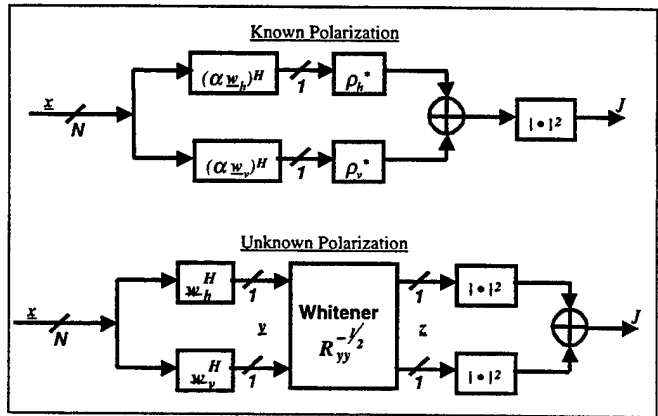 Known Polarization
(α w_h)^H
1
ρ_h*
x
N
| • |²
J
(α w_v)^H
1
ρ_v*
Unknown Polarization
w_h^H
1
1
| • |²
Whitener
R_yy^{-1/2}
x
N
y
z
J
w_v^H
1
1
| • |²